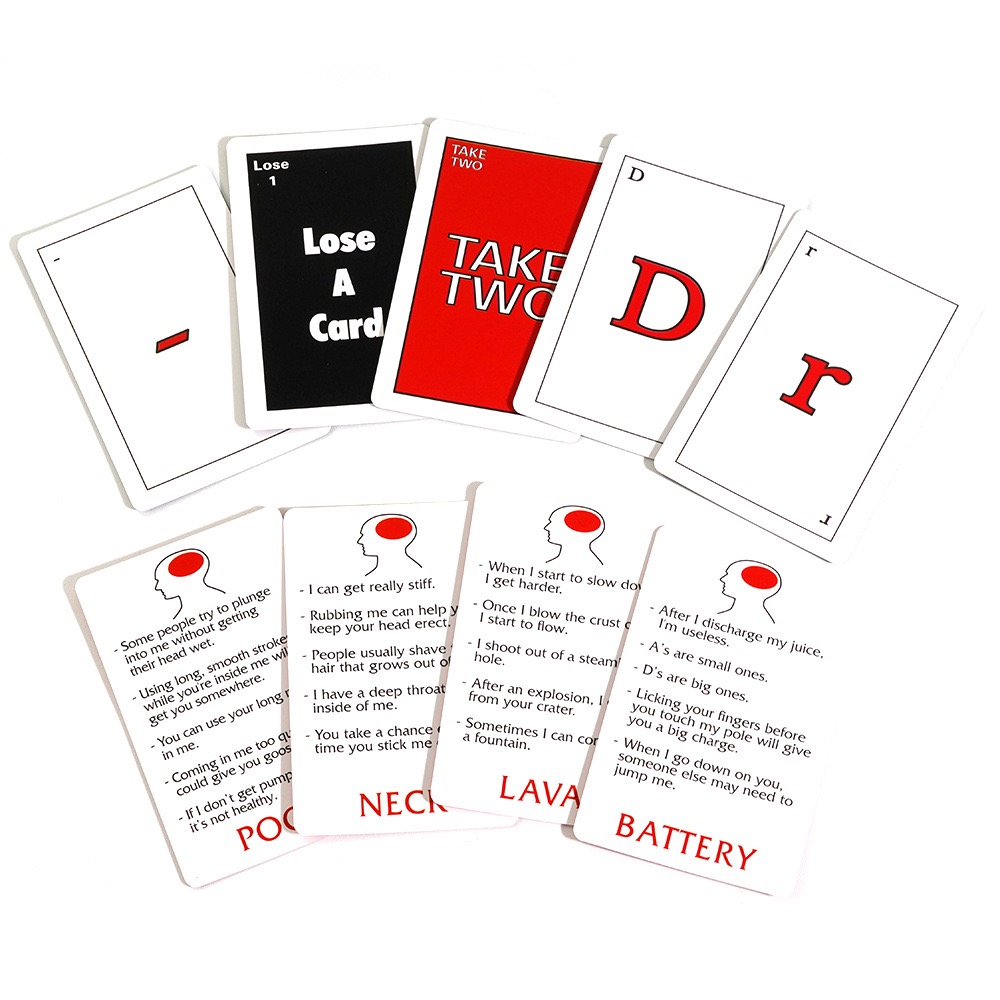 -
-
Lose
1
Lose
A
Card
TAKE
TWO
TAKE
TWO
D
D
r
r
r
- Some people try to plunge
into me without getting
their head wet.
- Using long, smooth stroke
while you're inside me wil
get you somewhere.
- You can use your long
in me.
- Coming in me too qu
could give you goos
- If I don't get pump
it's not healthy.
POO
- I can get really stiff.
- Rubbing me can help y
keep your head erect.
- People usually shave
hair that grows out of
- I have a deep throat
inside of me.
- You take a chance
time you stick me
NECK
- When I start to slow dow
I get harder.
- Once I blow the crust
I start to flow.
- I shoot out of a steam
hole.
- After an explosion, I
from your crater.
- Sometimes I can
a fountain.
LAVA
- After I discharge my juice,
I'm useless.
- A's are small ones.
- D's are big ones.
- Licking your fingers before
you touch my pole will give
you a big charge.
- When I go down on you,
someone else may need to
jump me.
BATTERY